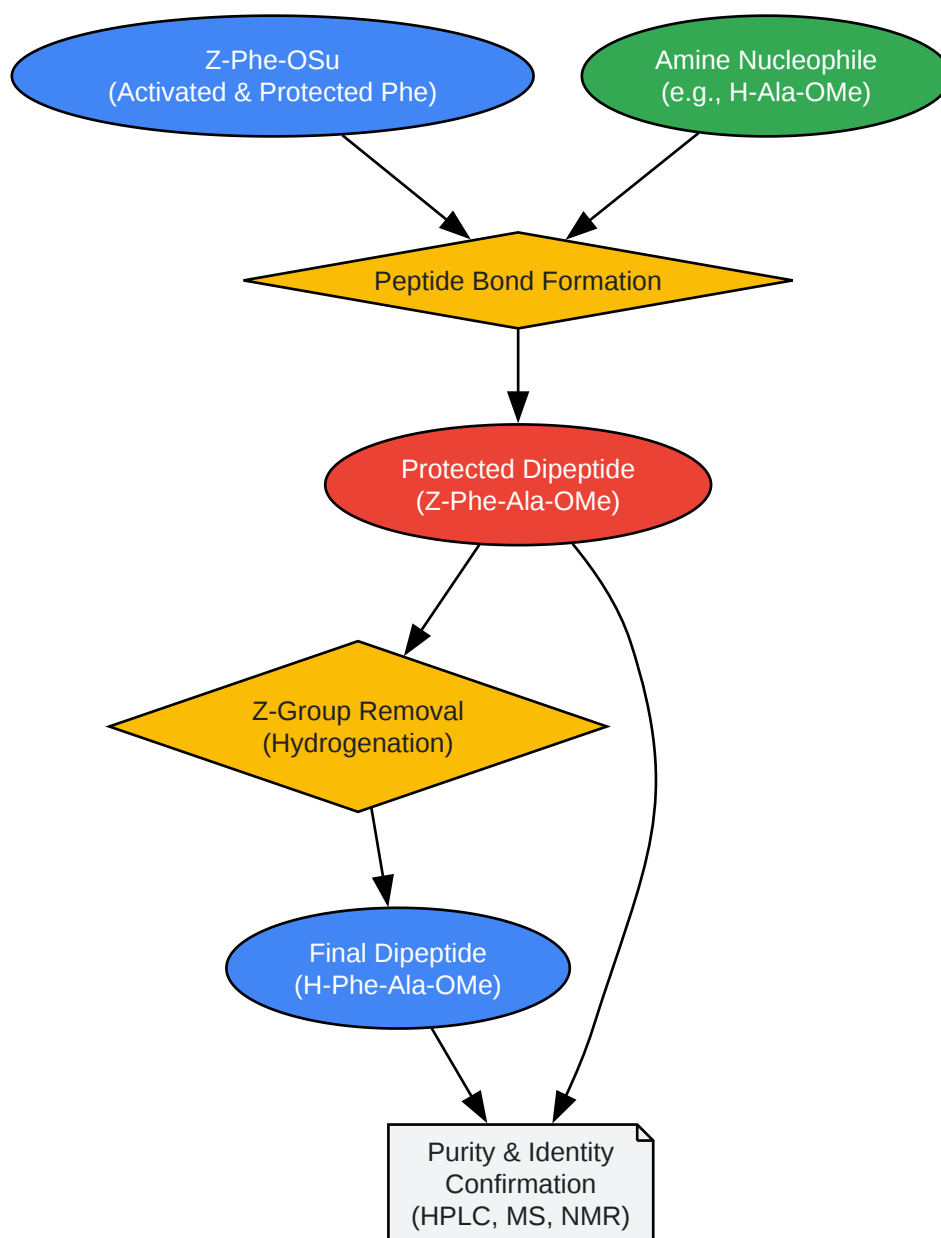 Z-Phe-OSu
(Activated & Protected Phe)
Amine Nucleophile
(e.g., H-Ala-OMe)
Peptide Bond Formation
Protected Dipeptide
(Z-Phe-Ala-OMe)
Z-Group Removal
(Hydrogenation)
Final Dipeptide
(H-Phe-Ala-OMe)
Purity & Identity
Confirmation
(HPLC, MS, NMR)